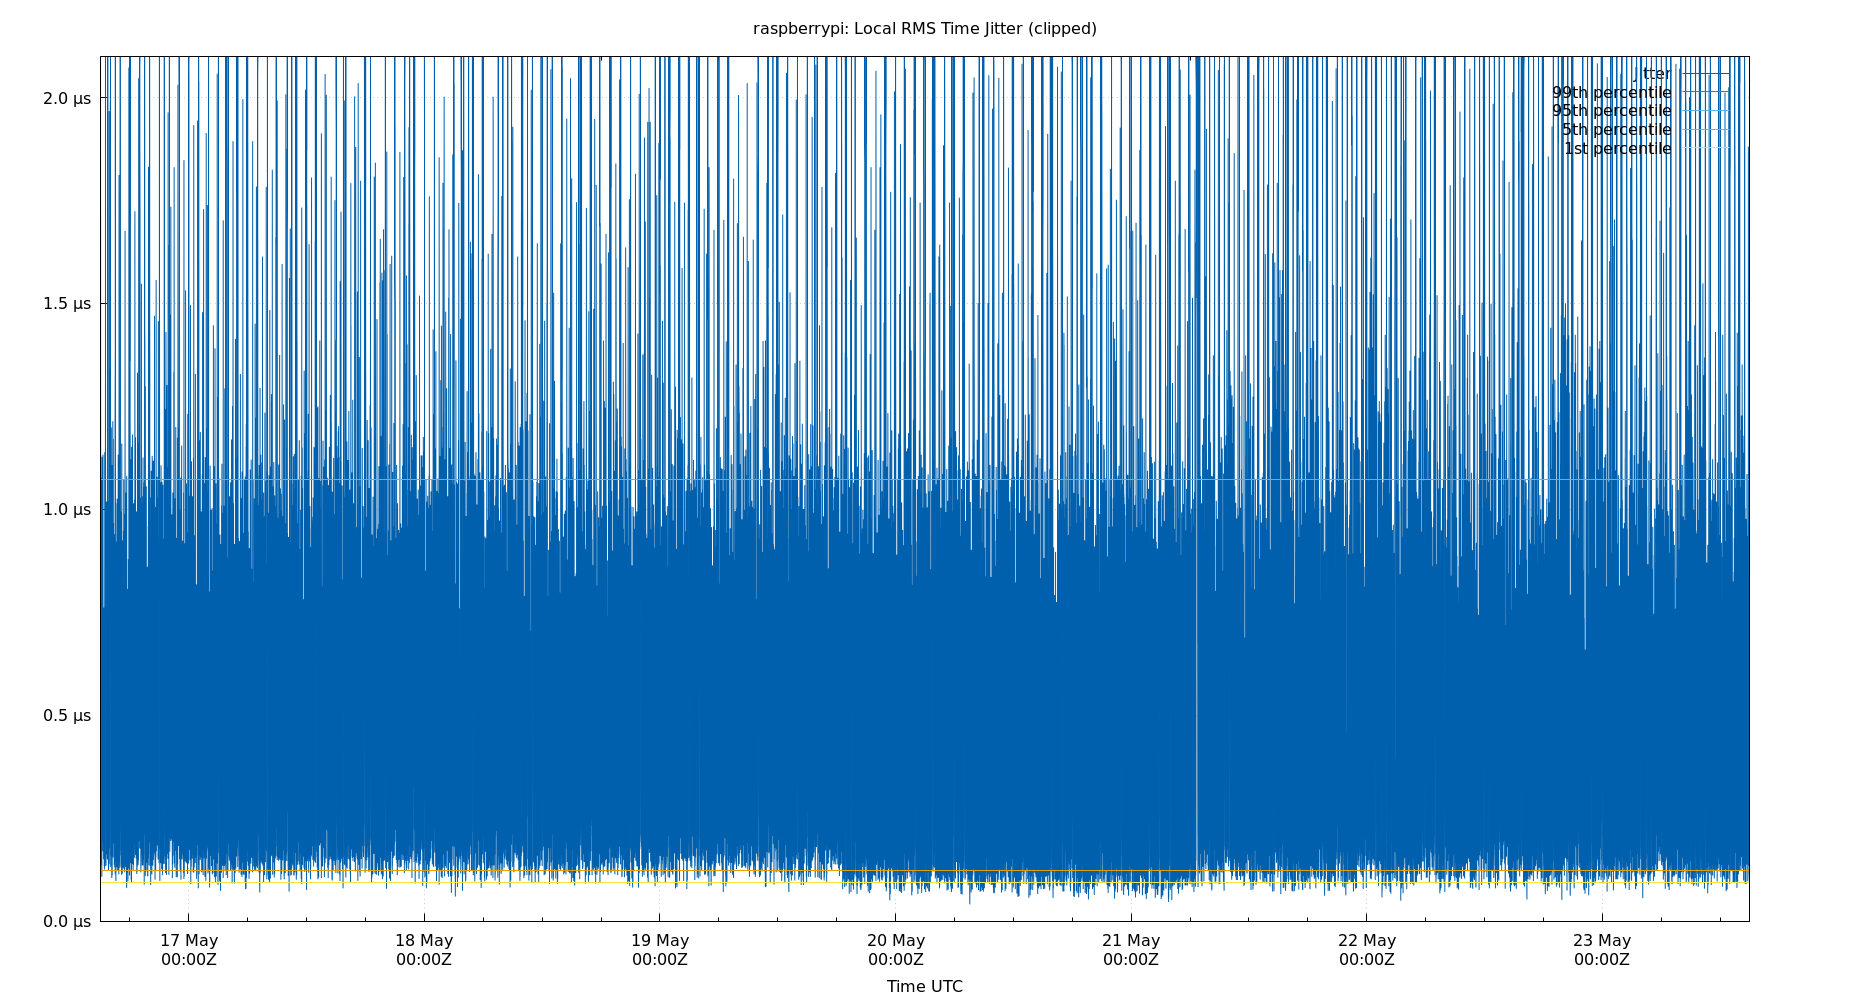 raspberrypi: Local RMS Time Jitter (clipped)
jitter
99th percentile
95th percentile
5th percentile
1st percentile
2.0 µs
1.5 µs
1.0 µs
0.5 µs
0.0 µs
17 May 18 May 19 May 20 May 21 May 22 May 23 May
00:00Z 00:00Z 00:00Z 00:00Z 00:00Z 00:00Z 00:00Z
Time UTC